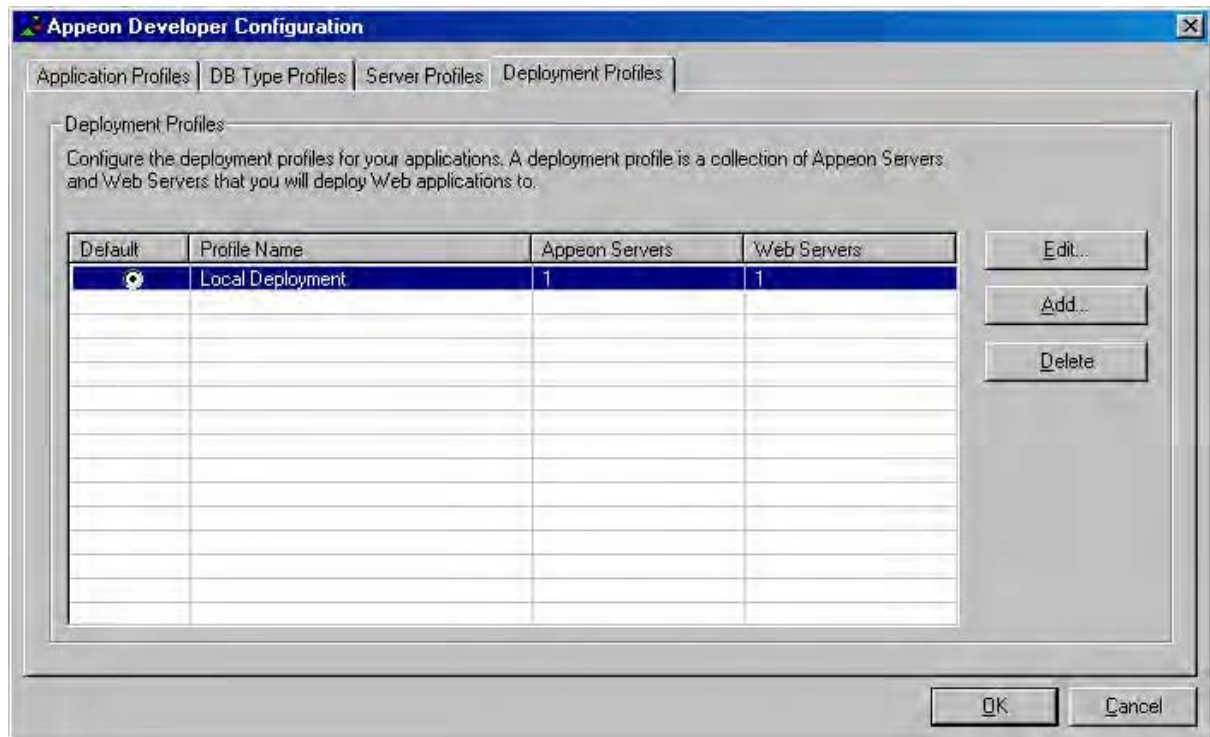 Appeon Developer Configuration
Application Profiles DB Type Profiles Server Profiles Deployment Profiles
Deployment Profiles
Configure the deployment profiles for your applications. A deployment profile is a collection of Appeon Servers
and Web Servers that you will deploy Web applications to.
Default Profile Name Appeon Servers Web Servers
Local Deployment 1 1
Edit...
Add...
Delete
OK Cancel